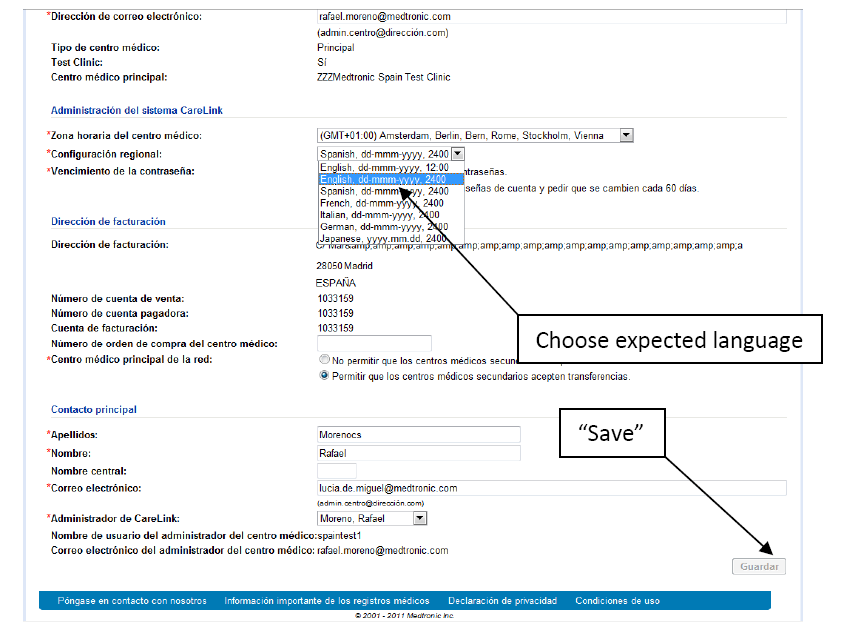 *Dirección de correo electrónico: rafael.moreno@medtronic.com
(admin.centro@dirección.com)
Tipo de centro médico: Principal
Test Clinic: Sí
Centro médico principal: ZZZMedtronic Spain Test Clinic
Administración del sistema CareLink
*Zona horaria del centro médico: (GMT+01:00) Amsterdam, Berlin, Bern, Rome, Stockholm, Vienna
*Configuración regional: Spanish, dd-mmm-yyyy, 2400
English, dd-mmm-yyyy, 12:00
*Vencimiento de la contraseña: ntraseñas.
English, dd-mmm-yyyy, 2400
señas de cuenta y pedir que se cambien cada 60 días.
Spanish, dd-mmm-yyyy, 2400
French, dd-mmm-yyyy, 2400
Italian, dd-mmm-yyyy, 2400
German, dd-mmm-yyyy, 2400
Japanese, yyyy.mm.dd, 2400
Dirección de facturación
Dirección de facturación: amp;amp;amp;amp;amp;amp;amp;amp;amp;amp;amp;amp;amp;amp;amp;amp;amp;amp;a
28050 Madrid
ESPAÑA
Número de cuenta de venta: 1033159
Número de cuenta pagadora: 1033159
Cuenta de facturación: 1033159
Número de orden de compra del centro médico:
*Centro médico principal de la red: No permitir que los centros médicos secun
Permitir que los centros médicos secundarios acepten transferencias.
Choose expected language
Contacto principal
*Apellidos: Morenocs
*Nombre: Rafael
Nombre central:
*Correo electrónico: lucia.de.miguel@medtronic.com
(admin.centro@dirección.com)
*Administrador de CareLink: Moreno, Rafael
Nombre de usuario del administrador del centro médico:spaintest1
Correo electrónico del administrador del centro médico: rafael.moreno@medtronic.com
“Save”
Guardar
Póngase en contacto con nosotros Información importante de los registros médicos Declaración de privacidad Condiciones de uso
© 2001 - 2011 Medtronic Inc.